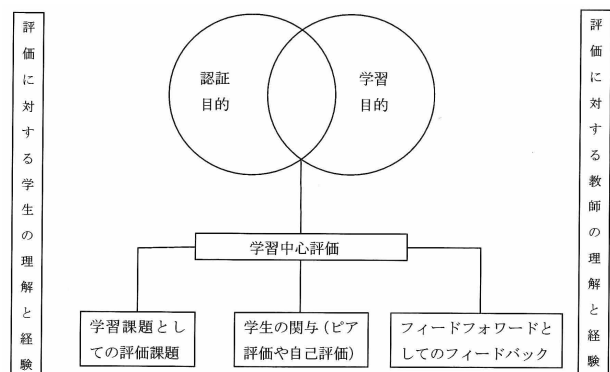 評価に対する学生の理解と経験
認証
目的
学習
目的
学習中心評価
学習課題とし
ての評価課題
学生の関与（ピア
評価や自己評価）
フィードフォワードと
してのフィードバック
評価に対する教師の理解と経験